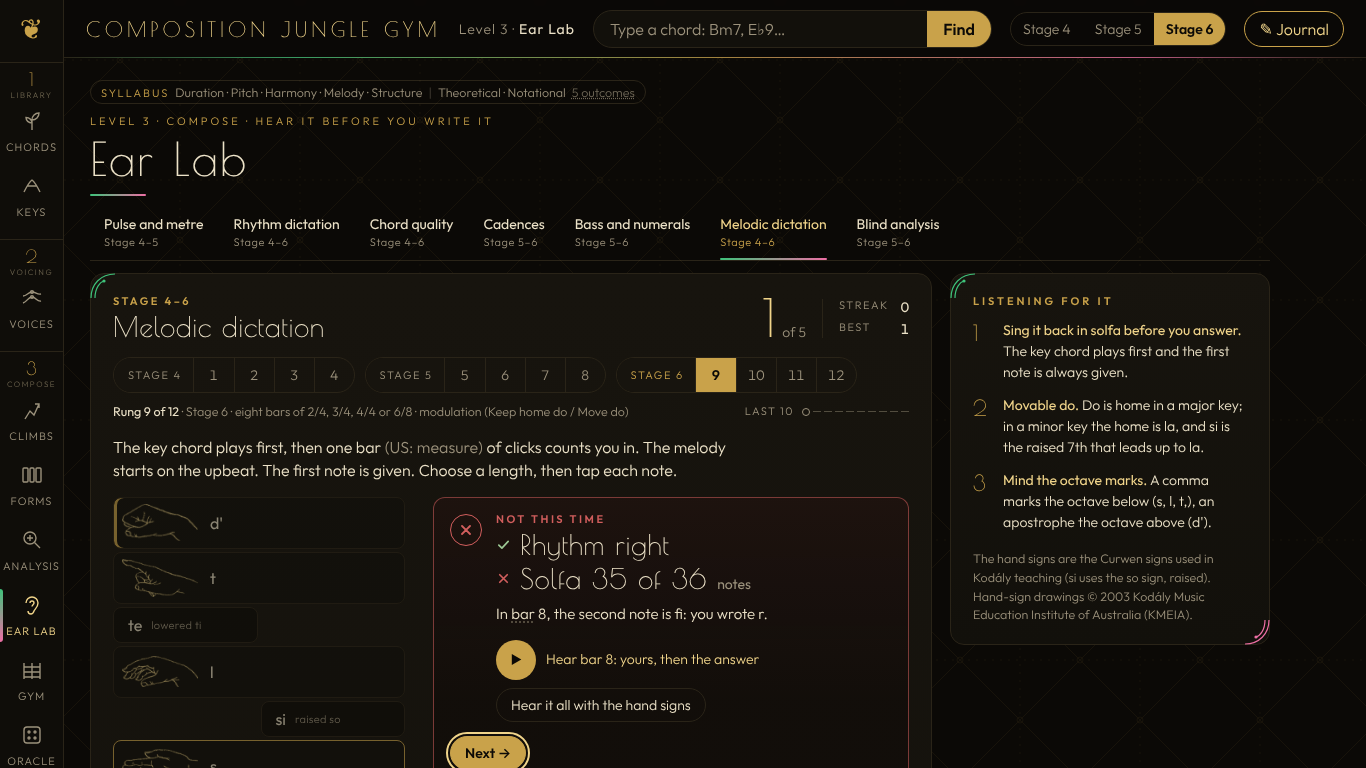 COMPOSITION JUNGLE GYM
Level 3 · Ear Lab
Type a chord: Bm7, E♭9...
Find
Stage 4
Stage 5
Stage 6
✎ Journal
1
LIBRARY
CHORDS
KEYS
2
VOICING
VOICES
3
COMPOSE
CLIMBS
FORMS
ANALYSIS
EAR LAB
GYM
ORACLE
SYLLABUS Duration · Pitch · Harmony · Melody · Structure | Theoretical · Notational 5 outcomes
LEVEL 3 · COMPOSE · HEAR IT BEFORE YOU WRITE IT
Ear Lab
Pulse and metre
Stage 4–5
Rhythm dictation
Stage 4–6
Chord quality
Stage 4–6
Cadences
Stage 5–6
Bass and numerals
Stage 5–6
Melodic dictation
Stage 4–6
Blind analysis
Stage 5–6
STAGE 4–6
Melodic dictation
1 of 5
STREAK 0
BEST 1
STAGE 4 1 2 3 4
STAGE 5 5 6 7 8
STAGE 6 9 10 11 12
Rung 9 of 12 · Stage 6 · eight bars of 2/4, 3/4, 4/4 or 6/8 · modulation (Keep home do / Move do)
LAST 10
The key chord plays first, then one bar (US: measure) of clicks counts you in. The melody
starts on the upbeat. The first note is given. Choose a length, then tap each note.
d'
t
te lowered ti
l
si raised so
s
NOT THIS TIME
Rhythm right
Solfa 35 of 36 notes
In bar 8, the second note is fi: you wrote r.
Hear bar 8: yours, then the answer
Hear it all with the hand signs
Next →
LISTENING FOR IT
1
Sing it back in solfa before you answer.
The key chord plays first and the first
note is always given.
2
Movable do. Do is home in a major key;
in a minor key the home is la, and si is
the raised 7th that leads up to la.
3
Mind the octave marks. A comma
marks the octave below (s, l, t,), an
apostrophe the octave above (d').
The hand signs are the Curwen signs used in
Kodály teaching (si uses the so sign, raised).
Hand-sign drawings © 2003 Kodály Music
Education Institute of Australia (KMEIA).